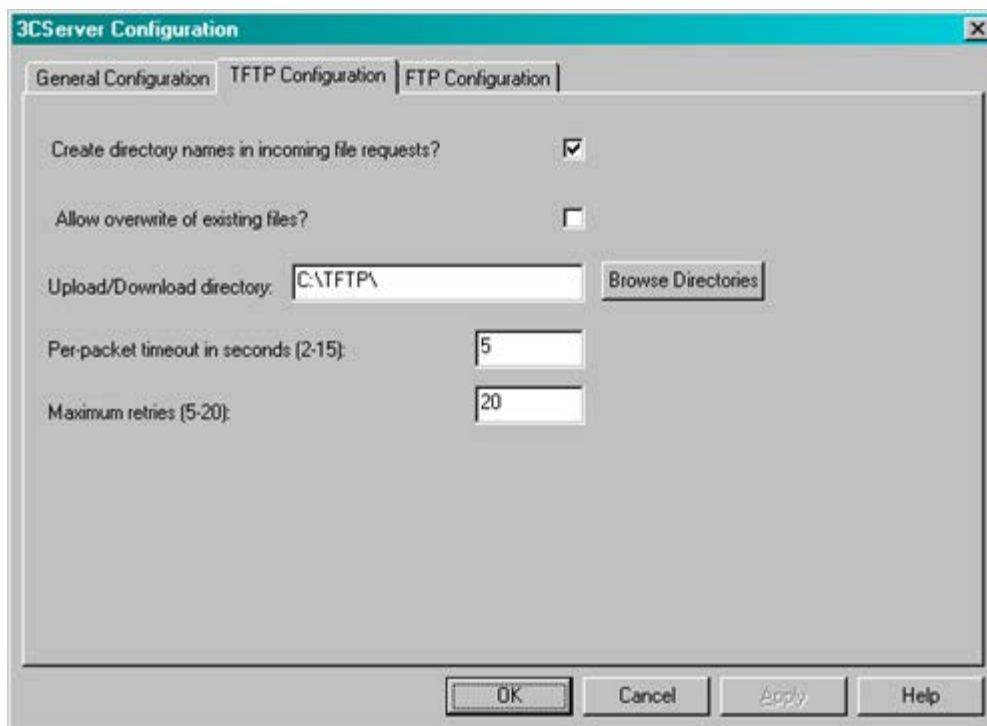 3CServer Configuration
General Configuration
TFTP Configuration
FTP Configuration
Create directory names in incoming file requests?
Allow overwrite of existing files?
Upload/Download directory:
C:\TFTP\
Browse Directories
Per-packet timeout in seconds (2-15):
5
Maximum retries (5-20):
20
OK
Cancel
Apply
Help